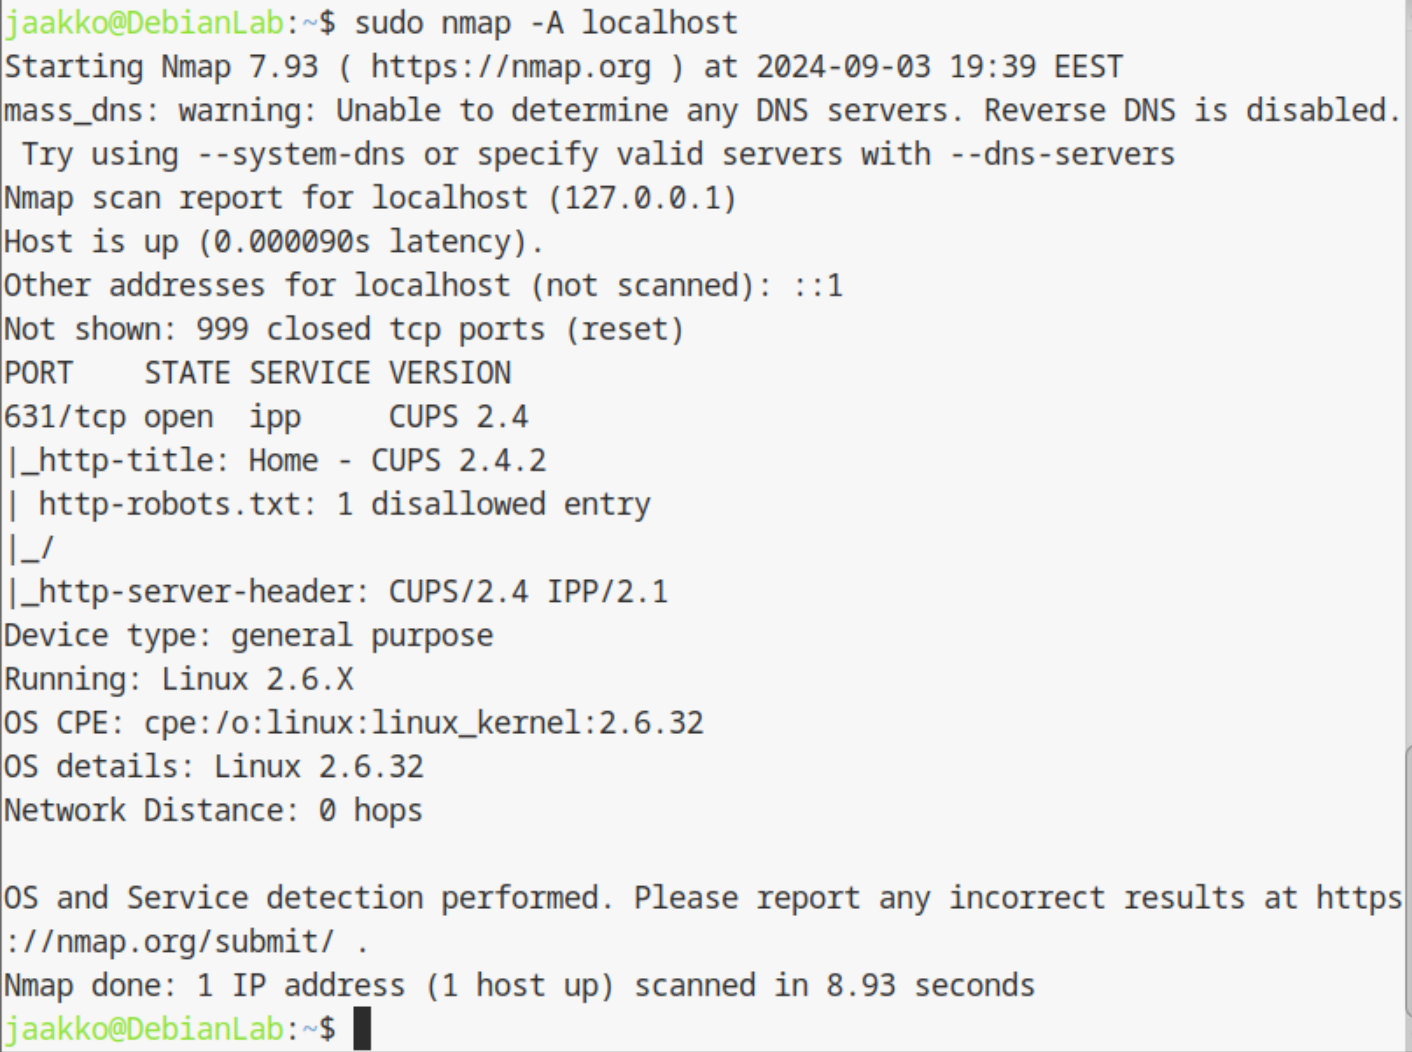 jaakko@DebianLab:~$ sudo nmap -A localhost
Starting Nmap 7.93 ( https://nmap.org ) at 2024-09-03 19:39 EEST
mass_dns: warning: Unable to determine any DNS servers. Reverse DNS is disabled.
 Try using --system-dns or specify valid servers with --dns-servers
Nmap scan report for localhost (127.0.0.1)
Host is up (0.000090s latency).
Other addresses for localhost (not scanned): ::1
Not shown: 999 closed tcp ports (reset)
PORT    STATE SERVICE VERSION
631/tcp open  ipp     CUPS 2.4
|_http-title: Home - CUPS 2.4.2
| http-robots.txt: 1 disallowed entry
|_/
|_http-server-header: CUPS/2.4 IPP/2.1
Device type: general purpose
Running: Linux 2.6.X
OS CPE: cpe:/o:linux:linux_kernel:2.6.32
OS details: Linux 2.6.32
Network Distance: 0 hops

OS and Service detection performed. Please report any incorrect results at https
://nmap.org/submit/ .
Nmap done: 1 IP address (1 host up) scanned in 8.93 seconds
jaakko@DebianLab:~$